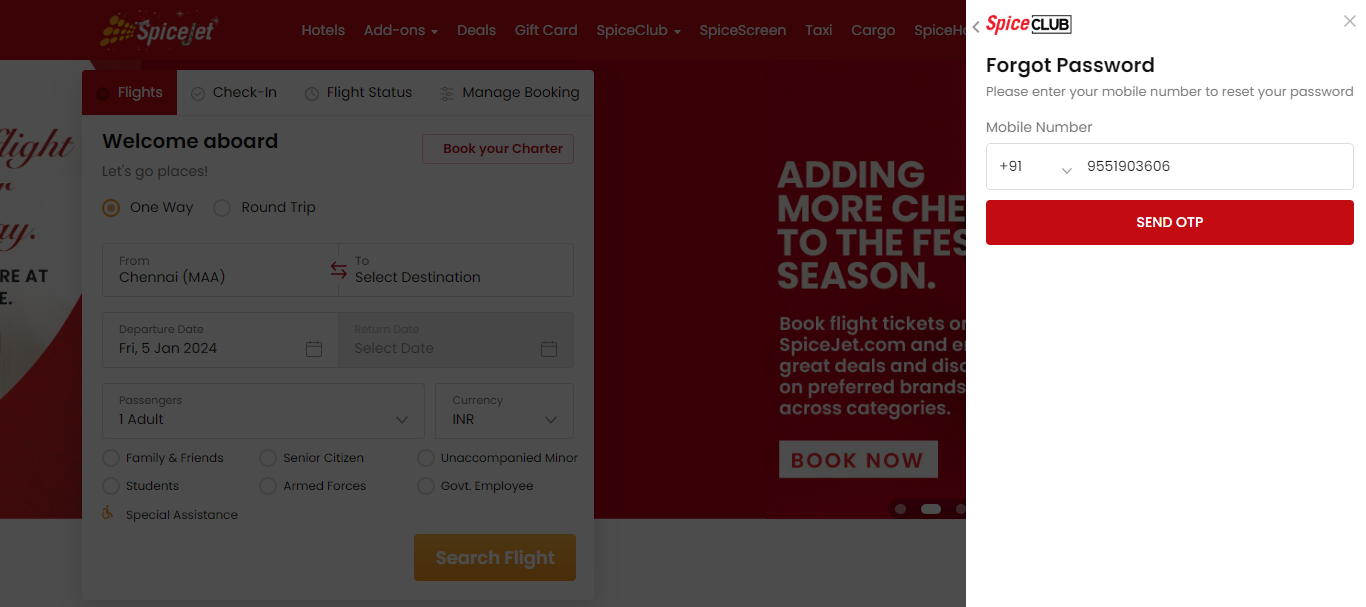 SpiceJet
Hotels Add-ons Deals Gift Card SpiceClub SpiceScreen Taxi Cargo
Flights Check-In Flight Status Manage Booking
Welcome aboard
Book your Charter
Let's go places!
One Way Round Trip
From
Chennai (MAA)
To
Select Destination
Departure Date
Fri, 5 Jan 2024
Return Date
Select Date
Passengers
1 Adult
Currency
INR
Family & Friends Senior Citizen Unaccompanied Minor
Students Armed Forces Govt. Employee
Special Assistance
Search Flight
RE AT
E.
ADDING
MORE CHE
TO THE FES
SEASON.
Book flight tickets on
SpiceJet.com and e
great deals and disc
on preferred brands
across categories.
BOOK NOW
SpiceCLUB
Forgot Password
Please enter your mobile number to reset your password
Mobile Number
+91 9551903606
SEND OTP